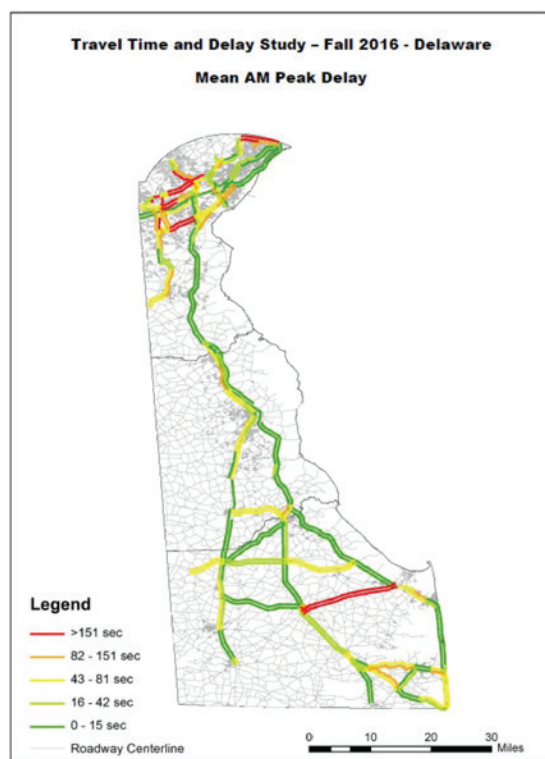 Travel Time and Delay Study – Fall 2016 - Delaware
Mean AM Peak Delay
Legend
>151 sec
82 - 151 sec
43 - 81 sec
16 - 42 sec
0 - 15 sec
Roadway Centerline
0 10 20 30
Miles